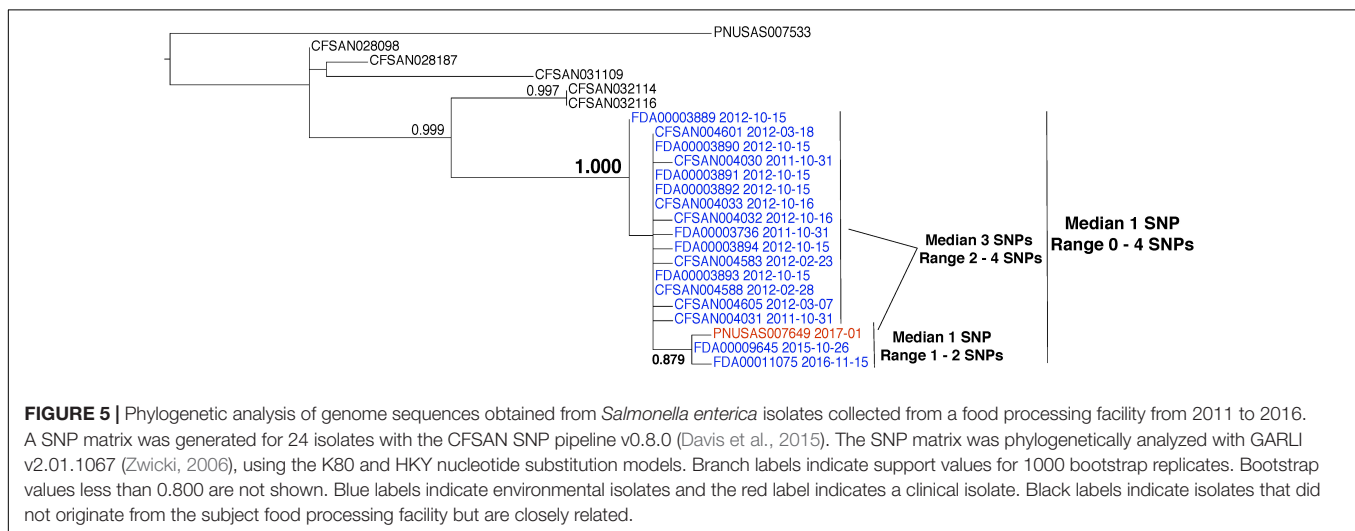 PNUSAS007533
CFSAN028098
CFSAN028187
CFSAN031109
0.997
CFSAN032114
CFSAN032116
0.999
FDA00003889 2012-10-15
CFSAN004601 2012-03-18
FDA00003890 2012-10-15
CFSAN004030 2011-10-31
1.000
FDA00003891 2012-10-15
FDA00003892 2012-10-15
CFSAN004033 2012-10-16
CFSAN004032 2012-10-16
FDA00003736 2011-10-31
FDA00003894 2012-10-15
CFSAN004583 2012-02-23
FDA00003893 2012-10-15
CFSAN004588 2012-02-28
CFSAN004605 2012-03-07
CFSAN004031 2011-10-31
PNUSAS007649 2017-01
FDA00009645 2015-10-26
0.879
FDA00011075 2016-11-15
Median 3 SNPs
Range 2 - 4 SNPs
Median 1 SNP
Range 1 - 2 SNPs
Median 1 SNP
Range 0 - 4 SNPs
FIGURE 5 | Phylogenetic analysis of genome sequences obtained from Salmonella enterica isolates collected from a food processing facility from 2011 to 2016.
A SNP matrix was generated for 24 isolates with the CFSAN SNP pipeline v0.8.0 (Davis et al., 2015). The SNP matrix was phylogenetically analyzed with GARLI
v2.01.1067 (Zwicki, 2006), using the K80 and HKY nucleotide substitution models. Branch labels indicate support values for 1000 bootstrap replicates. Bootstrap
values less than 0.800 are not shown. Blue labels indicate environmental isolates and the red label indicates a clinical isolate. Black labels indicate isolates that did
not originate from the subject food processing facility but are closely related.